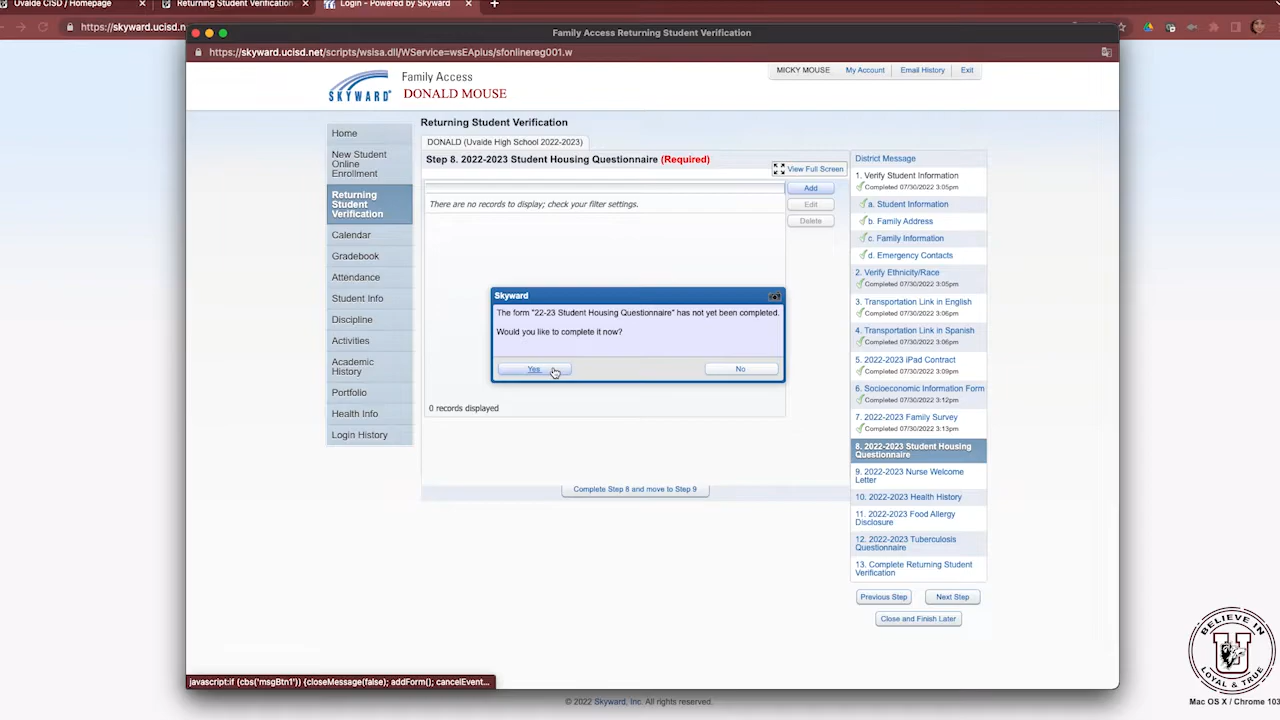 Uvalde CISD / Homepage
Returning Student Verification
Login - Powered by Skyward
https://skyward.ucisd.n
Family Access Returning Student Verification
https://skyward.ucisd.net/scripts/wsisa.dll/WService=wsEAplus/sfonlinereg001.w
SKYWARD
Family Access
DONALD MOUSE
MICKY MOUSE
My Account
Email History
Exit
Home
New Student
Online
Enrollment
Returning
Student
Verification
Calendar
Gradebook
Attendance
Student Info
Discipline
Activities
Academic
History
Portfolio
Health Info
Login History
Returning Student Verification
DONALD (Uvalde High School 2022-2023)
Step 8. 2022-2023 Student Housing Questionnaire (Required)
View Full Screen
There are no records to display; check your filter settings.
Add
Edit
Delete
Skyward
The form "22-23 Student Housing Questionnaire" has not yet been completed.
Would you like to complete it now?
Yes
No
0 records displayed
Complete Step 8 and move to Step 9
District Message
1. Verify Student Information
Completed 07/30/2022 3:05pm
a. Student Information
b. Family Address
c. Family Information
d. Emergency Contacts
2. Verify Ethnicity/Race
Completed 07/30/2022 3:05pm
3. Transportation Link in English
Completed 07/30/2022 3:06pm
4. Transportation Link in Spanish
Completed 07/30/2022 3:06pm
5. 2022-2023 iPad Contract
Completed 07/30/2022 3:09pm
6. Socioeconomic Information Form
Completed 07/30/2022 3:12pm
7. 2022-2023 Family Survey
Completed 07/30/2022 3:13pm
8. 2022-2023 Student Housing
Questionnaire
9. 2022-2023 Nurse Welcome
Letter
10. 2022-2023 Health History
11. 2022-2023 Food Allergy
Disclosure
12. 2022-2023 Tuberculosis
Questionnaire
13. Complete Returning Student
Verification
Previous Step
Next Step
Close and Finish Later
javascript:if (cbs('msgBtn1')) {closeMessage(false); addForm(); cancelEvent...
© 2022 Skyward, Inc. All rights reserved.
BELIEVE IN
U
LOYAL & TRUE
Mac OS X / Chrome 103